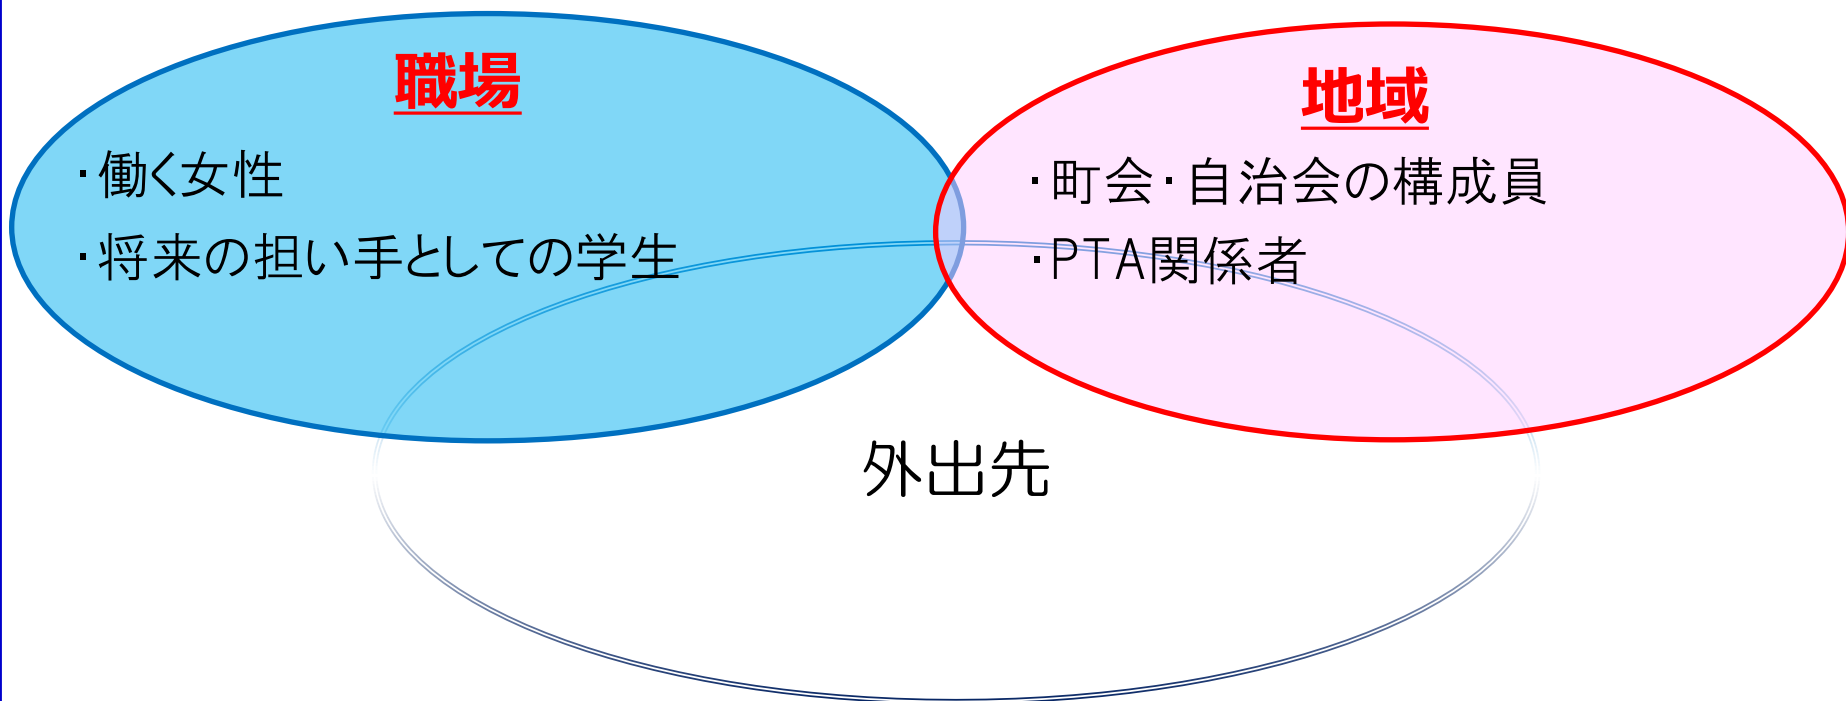 職場
・働く女性
・将来の担い手としての学生
地域
・町会・自治会の構成員
・PTA関係者
外出先